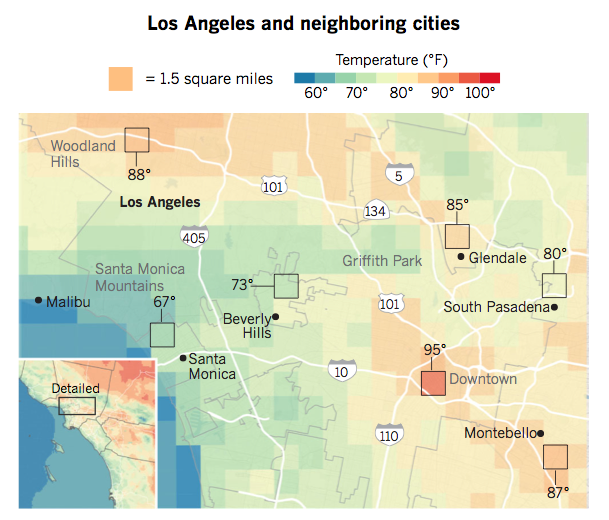 Los Angeles and neighboring cities
Temperature (°F)
= 1.5 square miles
60° 70° 80° 90° 100°
Woodland
Hills
88°
101
5
Los Angeles
85°
134
405
Glendale
80°
Griffith Park
Santa Monica
Mountains
73°
Malibu
67°
101
South Pasadena
Beverly
Hills
95°
Santa
Monica
10
Downtown
Detailed
110
Montebello
87°